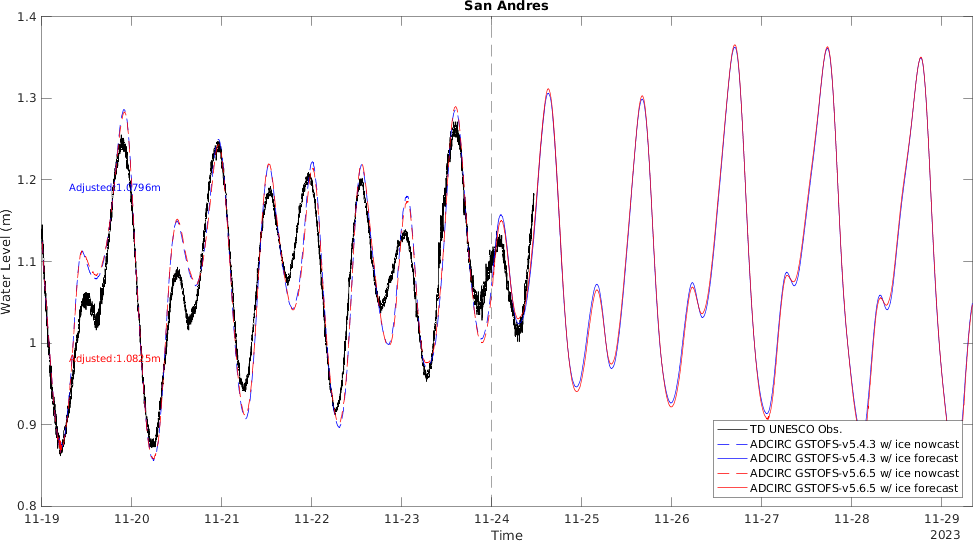 San Andres
1.4
1.3
1.2
1.1
1
0.9
0.8
Water Level (m)
Adjusted:1.0796m
Adjusted:1.0825m
TD UNESCO Obs.
ADCIRC GSTOFS-v5.4.3 w/ ice nowcast
ADCIRC GSTOFS-v5.4.3 w/ ice forecast
ADCIRC GSTOFS-v5.6.5 w/ ice nowcast
ADCIRC GSTOFS-v5.6.5 w/ ice forecast
11-19 11-20 11-21 11-22 11-23 11-24 11-25 11-26 11-27 11-28 11-29
Time
2023